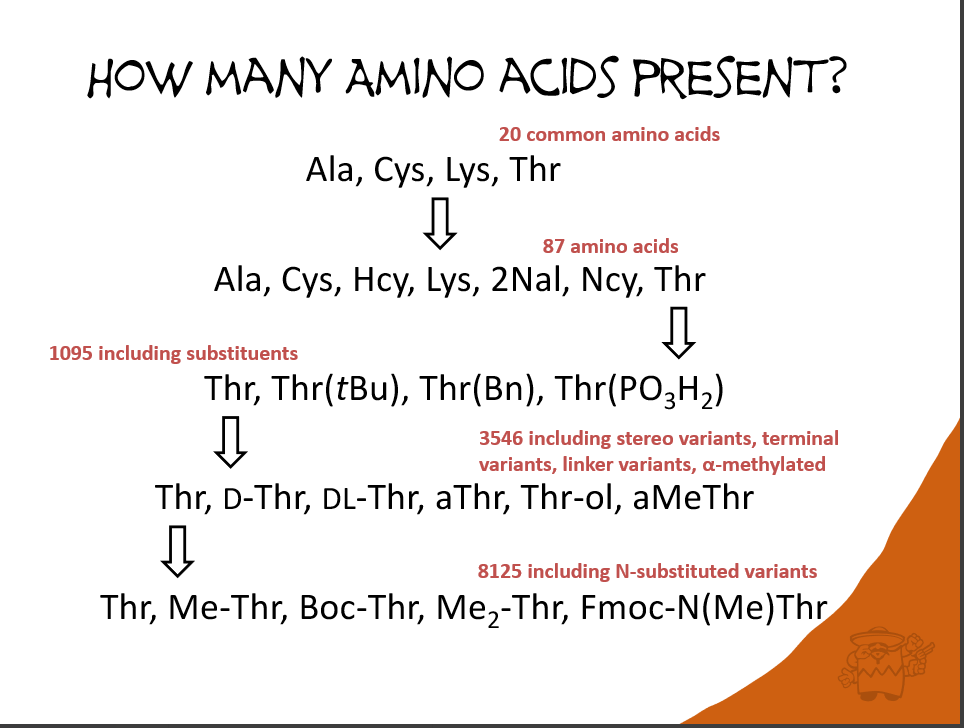 HOW MANY AMINO ACIDS PRESENT?
20 common amino acids
Ala, Cys, Lys, Thr
87 amino acids
Ala, Cys, Hcy, Lys, 2Nal, Ncy, Thr
1095 including substituents
Thr, Thr(tBu), Thr(Bn), Thr(PO₃H₂)
3546 including stereo variants, terminal
variants, linker variants, α-methylated
Thr, D-Thr, DL-Thr, aThr, Thr-ol, aMeThr
8125 including N-substituted variants
Thr, Me-Thr, Boc-Thr, Me₂-Thr, Fmoc-N(Me)Thr